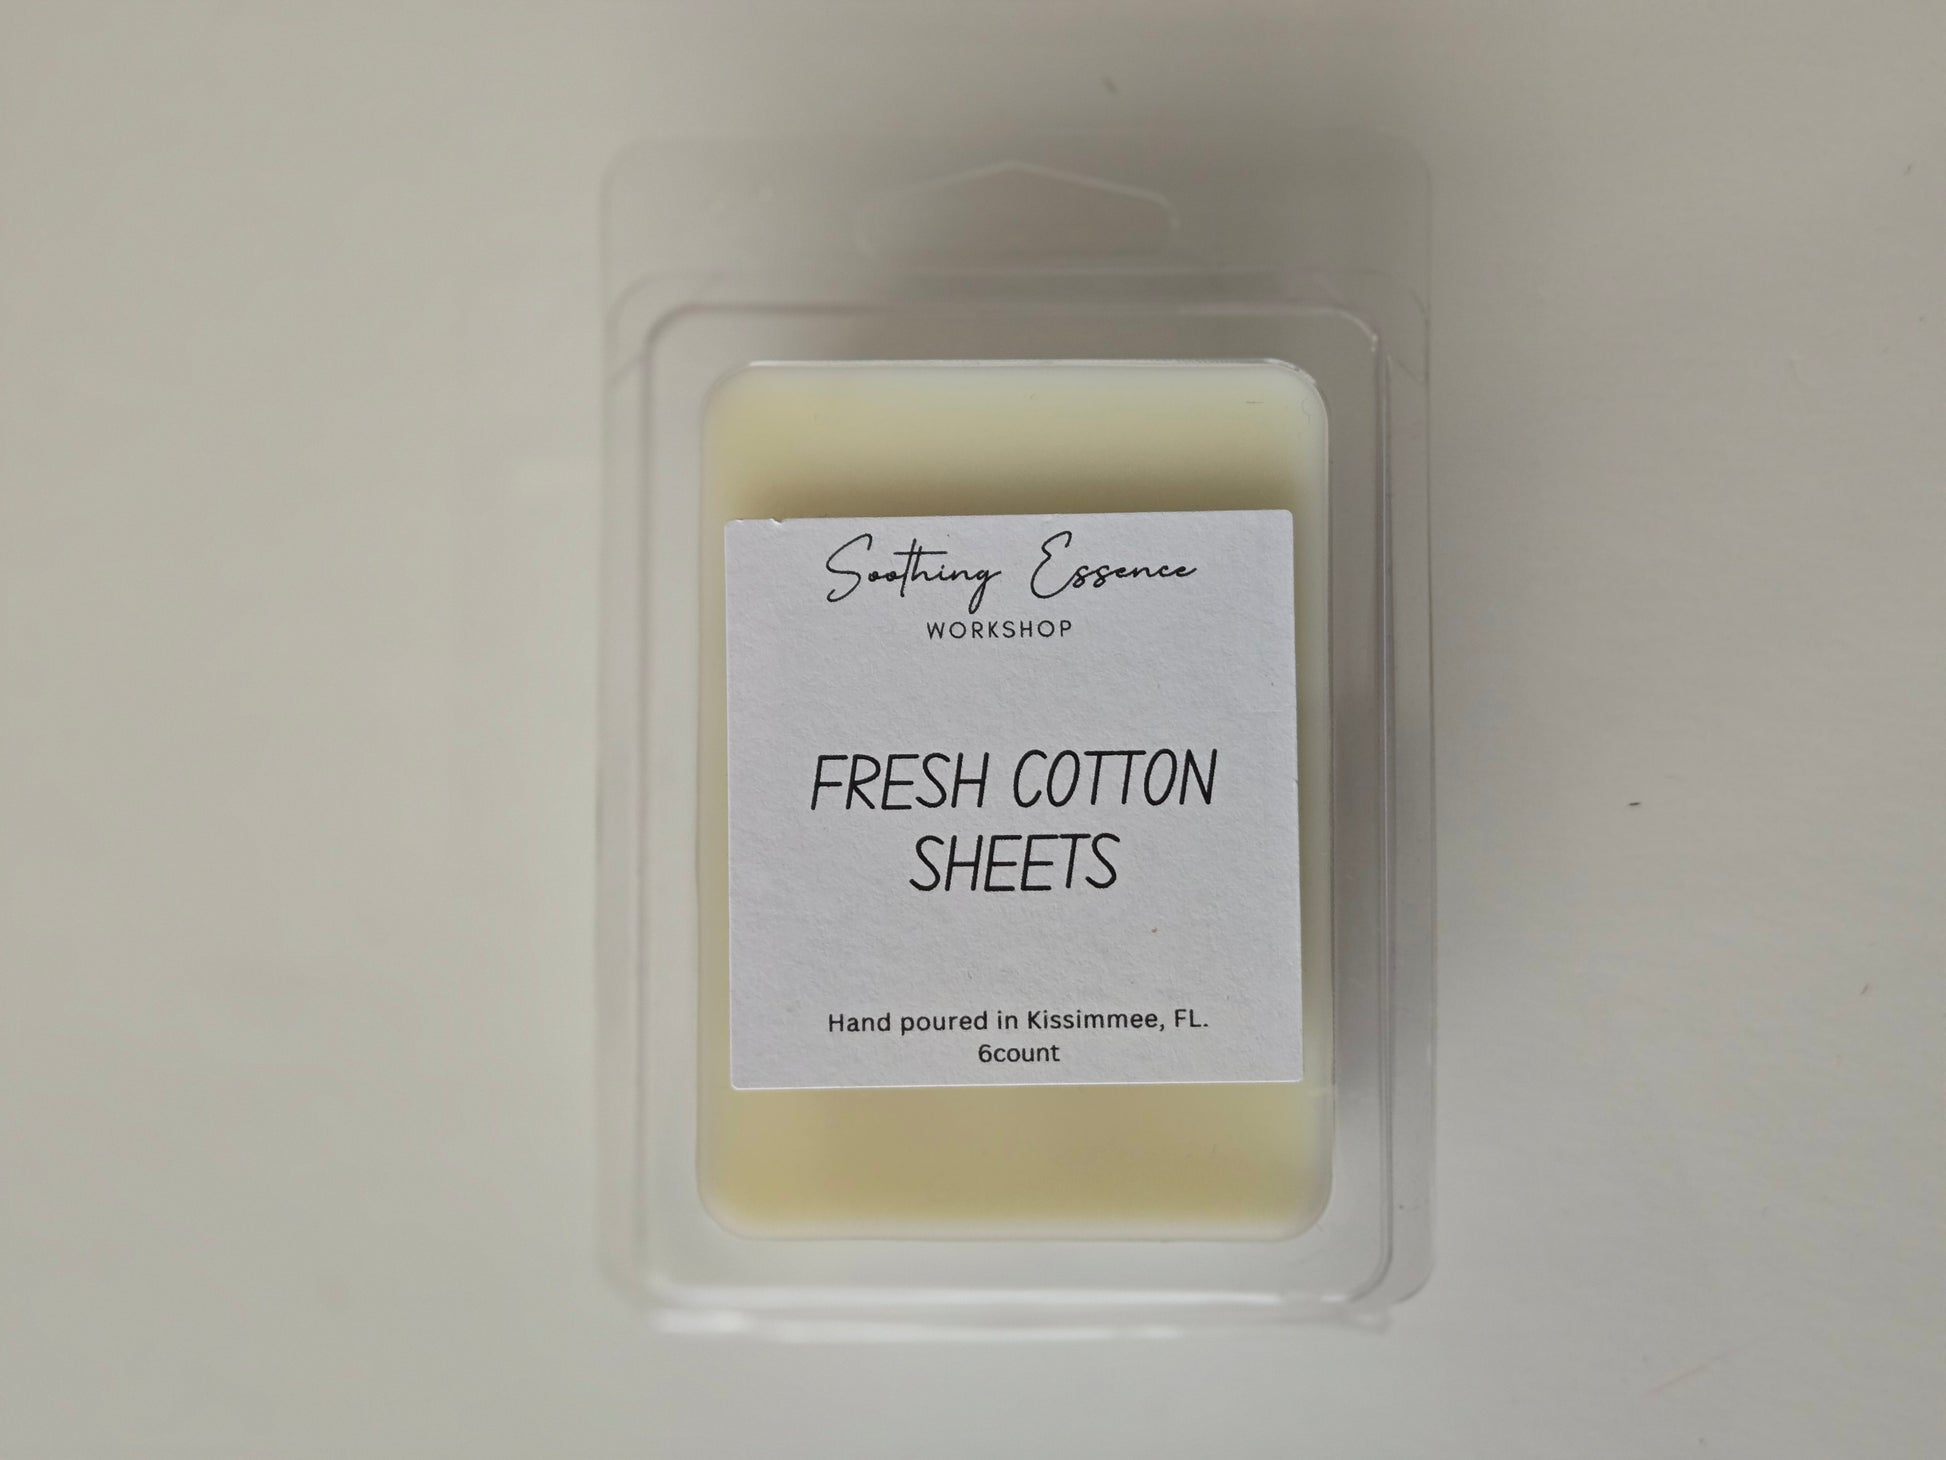 Soothing Essence
WORKSHOP
FRESH COTTON
SHEETS
Hand poured in Kissimmee, FL.
6count